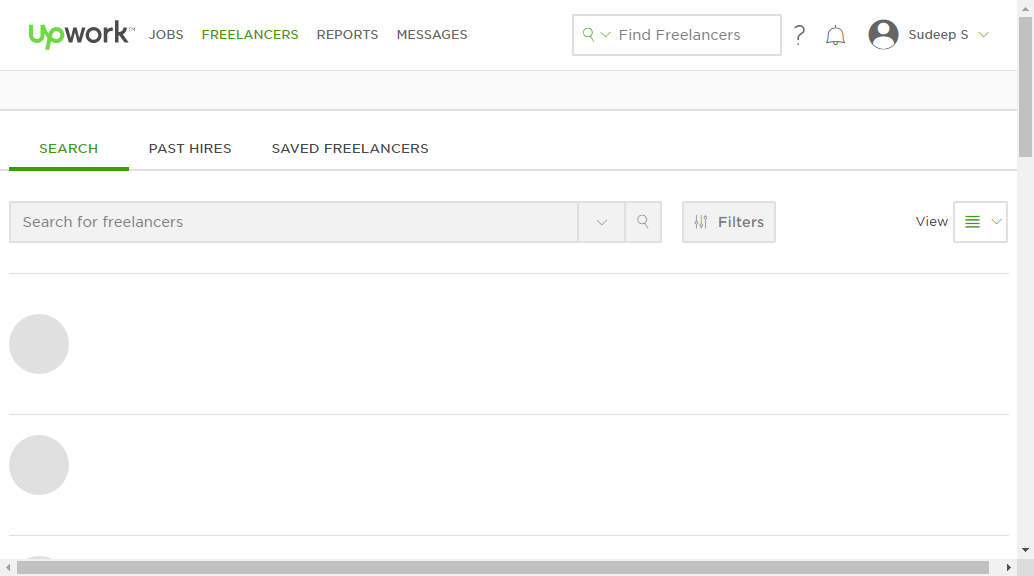 Upwork™ JOBS FREELANCERS REPORTS MESSAGES Find Freelancers ? Sudeep S
SEARCH PAST HIRES SAVED FREELANCERS
Search for freelancers Filters View